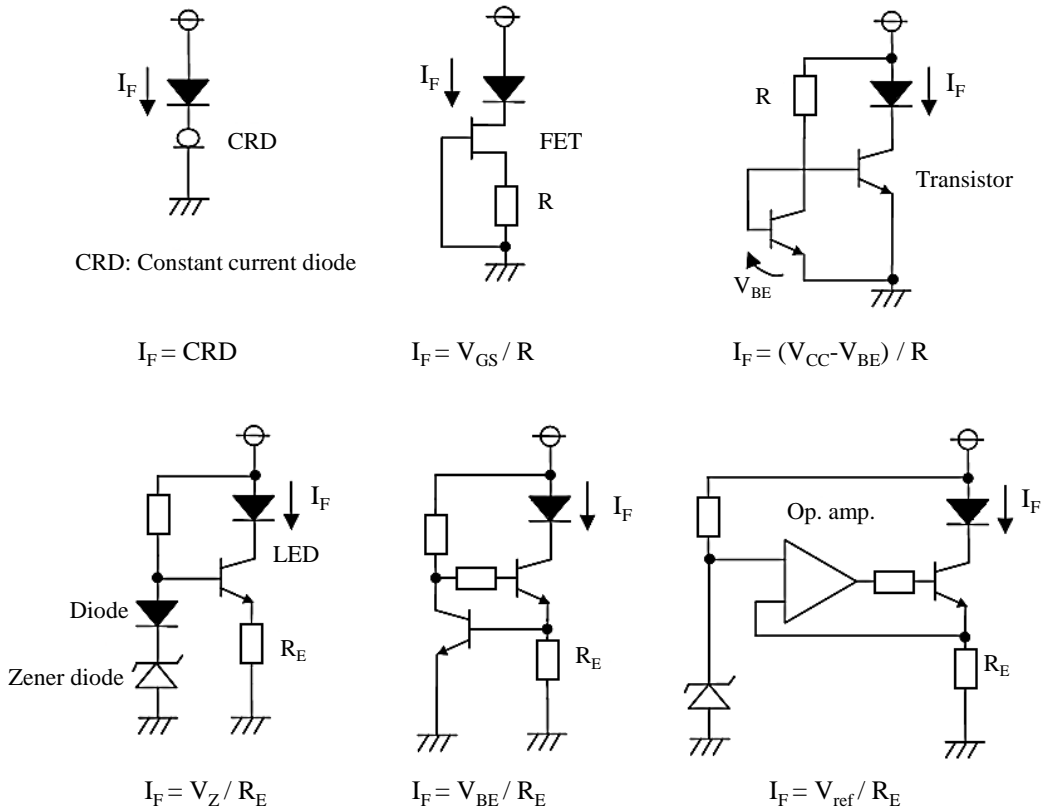 I_F
CRD
CRD: Constant current diode
I_F = CRD
I_F
FET
R
I_F = V_GS / R
R
I_F
Transistor
V_BE
I_F = (V_CC-V_BE) / R
I_F
LED
Diode
Zener diode
R_E
I_F = V_Z / R_E
I_F
R_E
I_F = V_BE / R_E
Op. amp.
I_F
R_E
I_F = V_ref / R_E